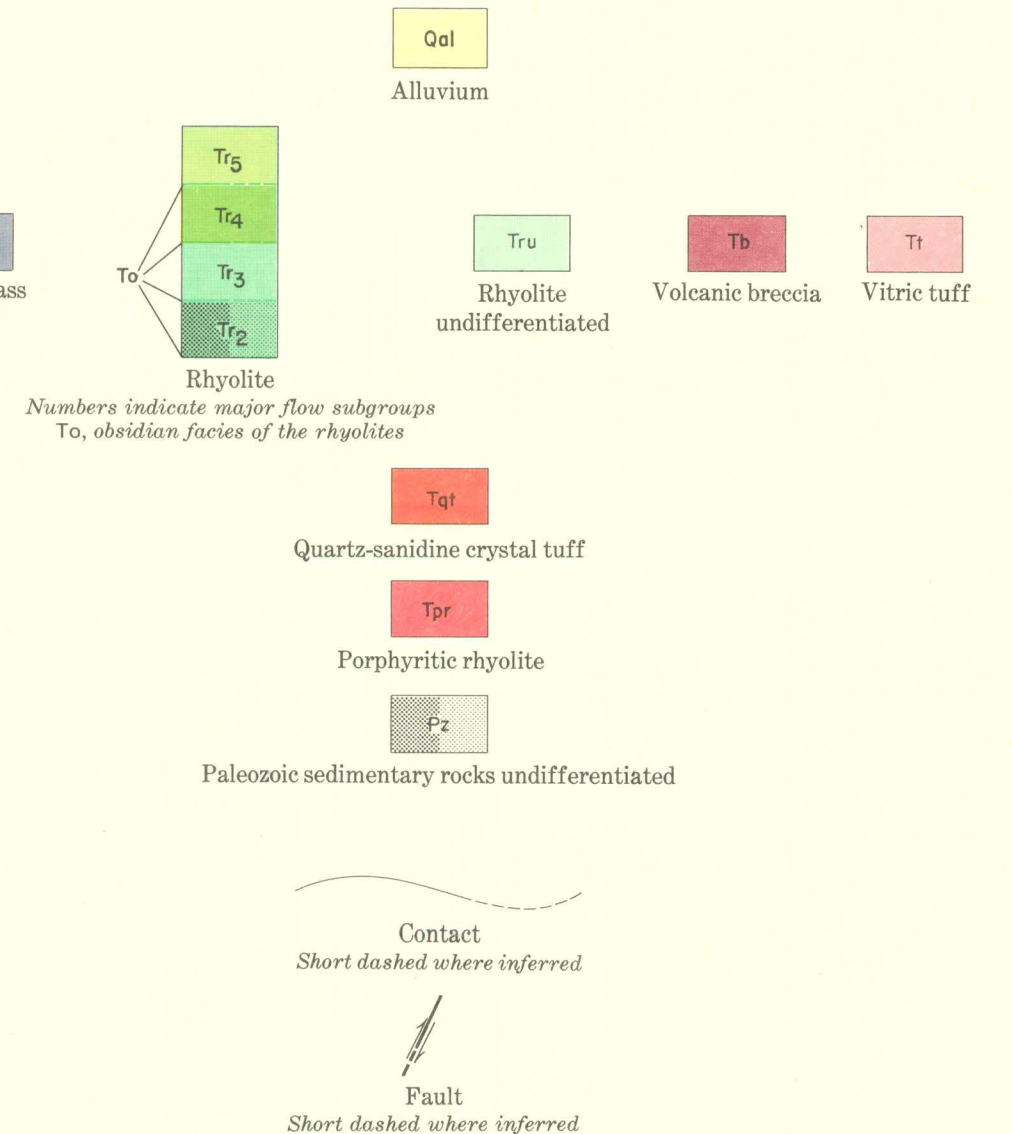 Qal
Alluvium
Tr5
Tr4
To
Tr3
Tr2
Rhyolite
Numbers indicate major flow subgroups
To, obsidian facies of the rhyolites
ass
Tru
Rhyolite
undifferentiated
Tb
Volcanic breccia
Tt
Vitric tuff
Tqt
Quartz-sanidine crystal tuff
Tpr
Porphyritic rhyolite
Pz
Paleozoic sedimentary rocks undifferentiated
Contact
Short dashed where inferred
Fault
Short dashed where inferred